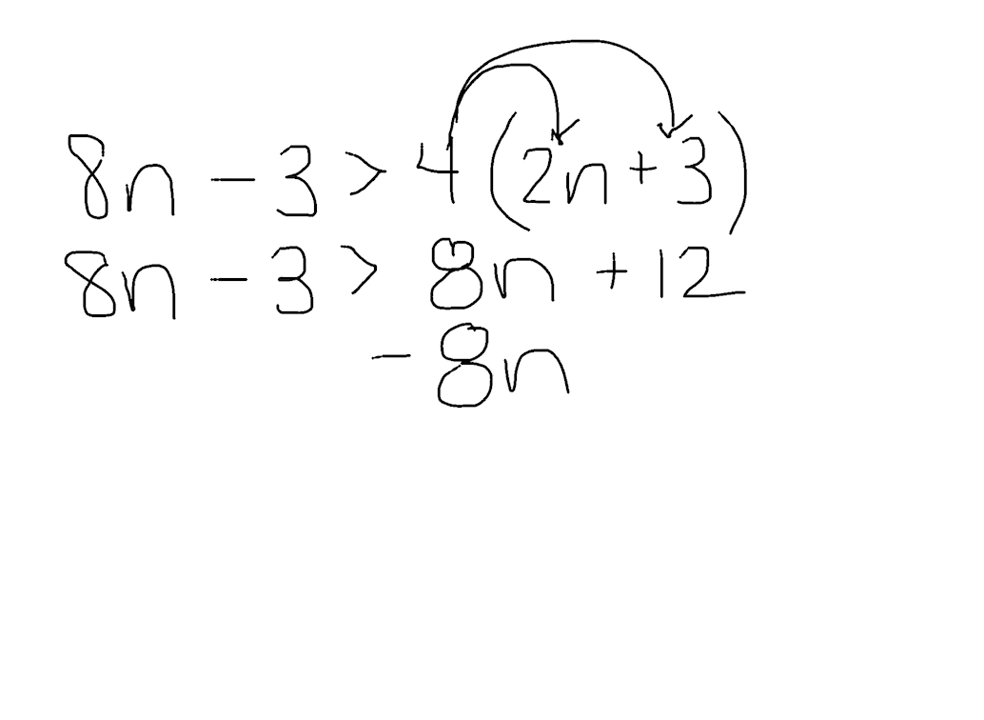 8n - 3 > 4(2n + 3)
8n - 3 > 8n + 12
- 8n